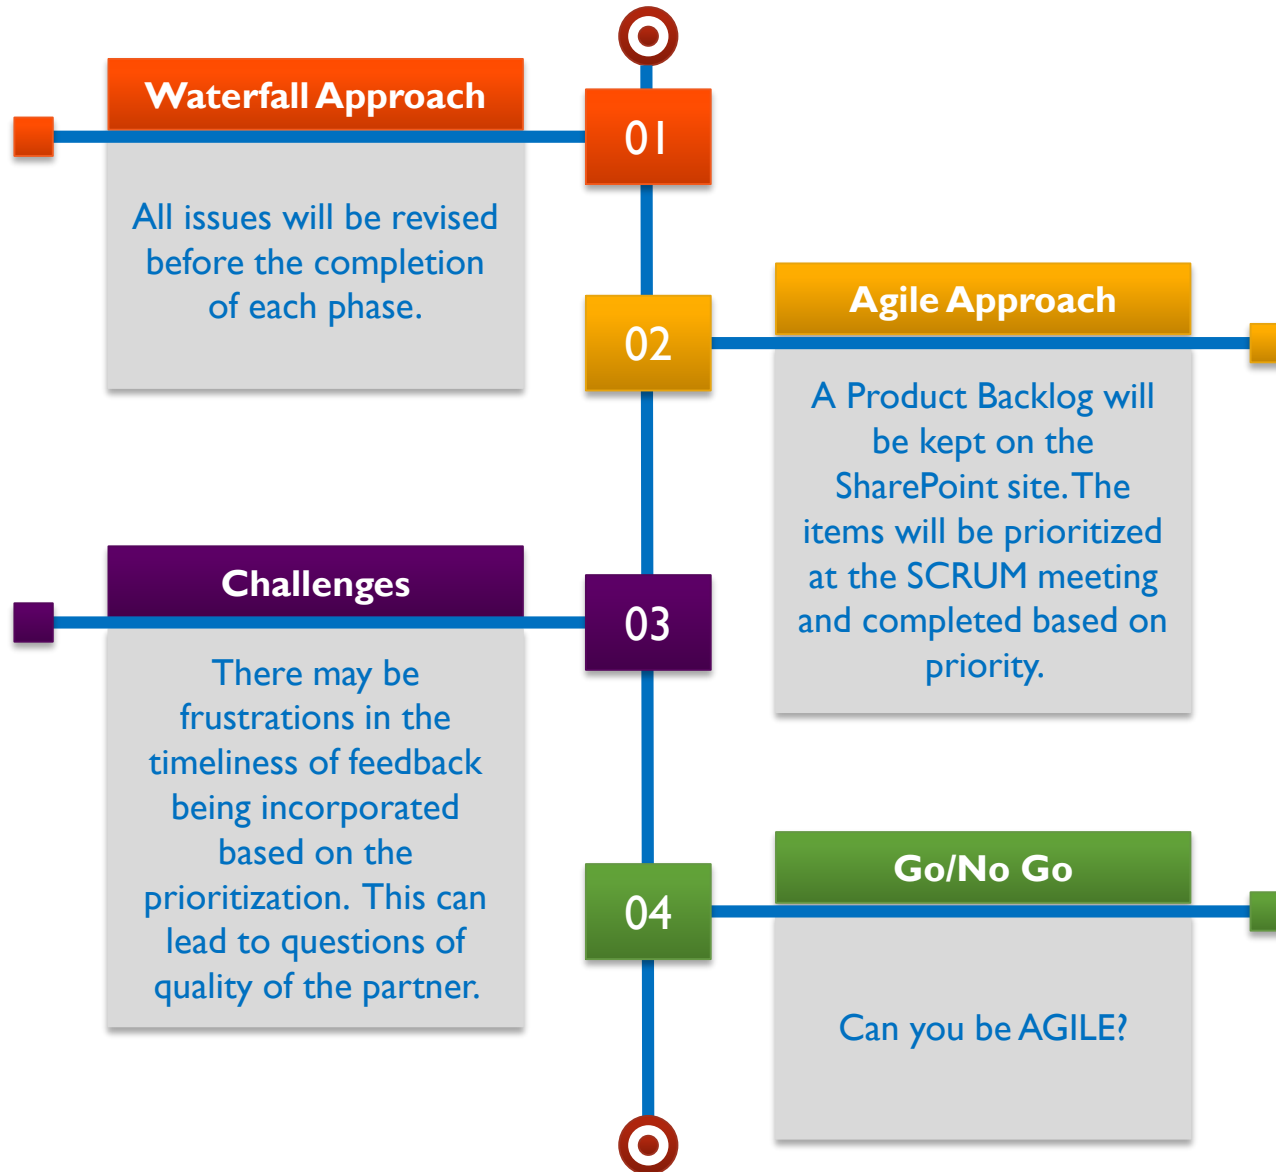 Waterfall Approach
01
All issues will be revised
before the completion
of each phase.
Agile Approach
02
A Product Backlog will
be kept on the
SharePoint site. The
items will be prioritized
at the SCRUM meeting
and completed based on
priority.
Challenges
03
There may be
frustrations in the
timeliness of feedback
being incorporated
based on the
prioritization. This can
lead to questions of
quality of the partner.
Go/No Go
04
Can you be AGILE?